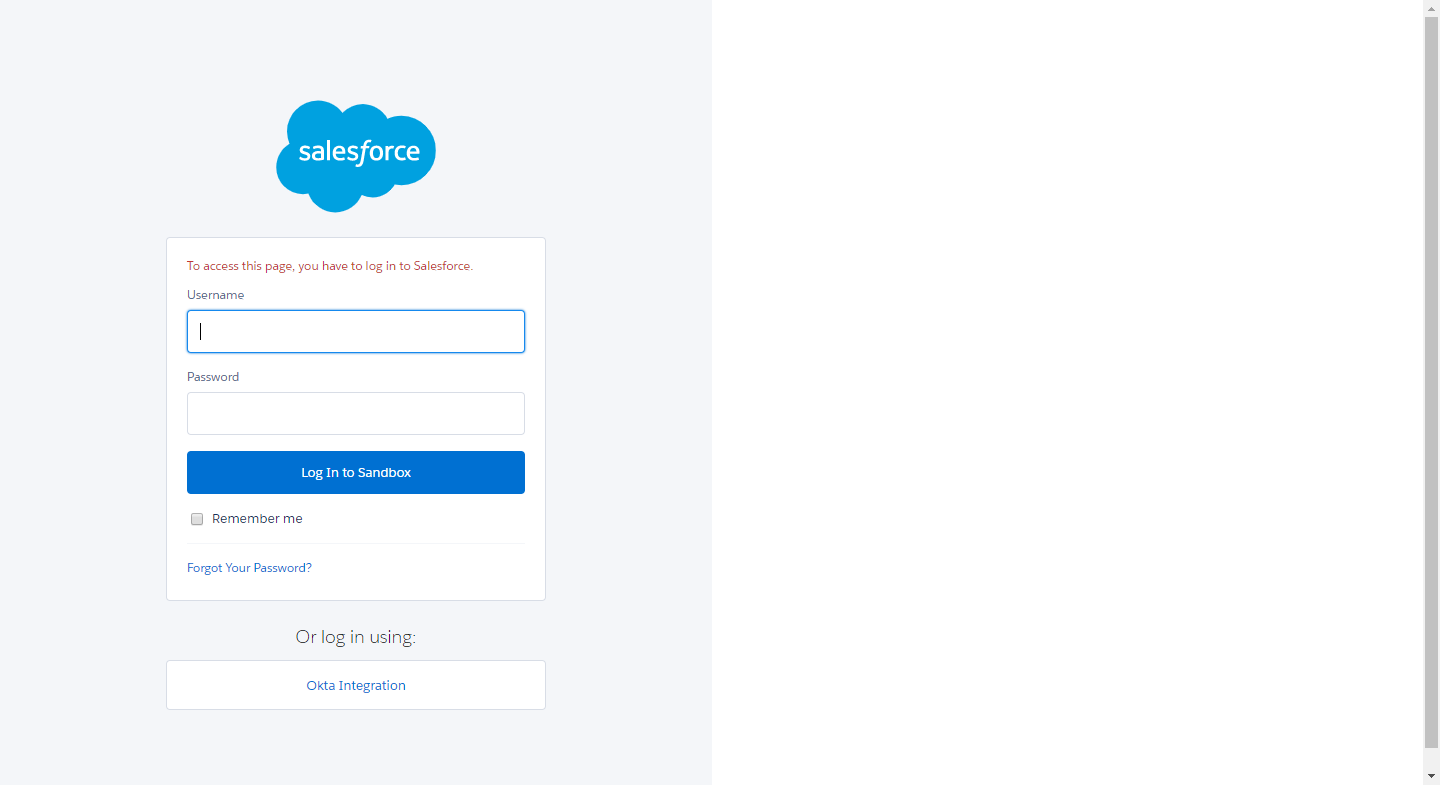 salesforce
To access this page, you have to log in to Salesforce.
Username
Password
Log In to Sandbox
Remember me
Forgot Your Password?
Or log in using:
Okta Integration